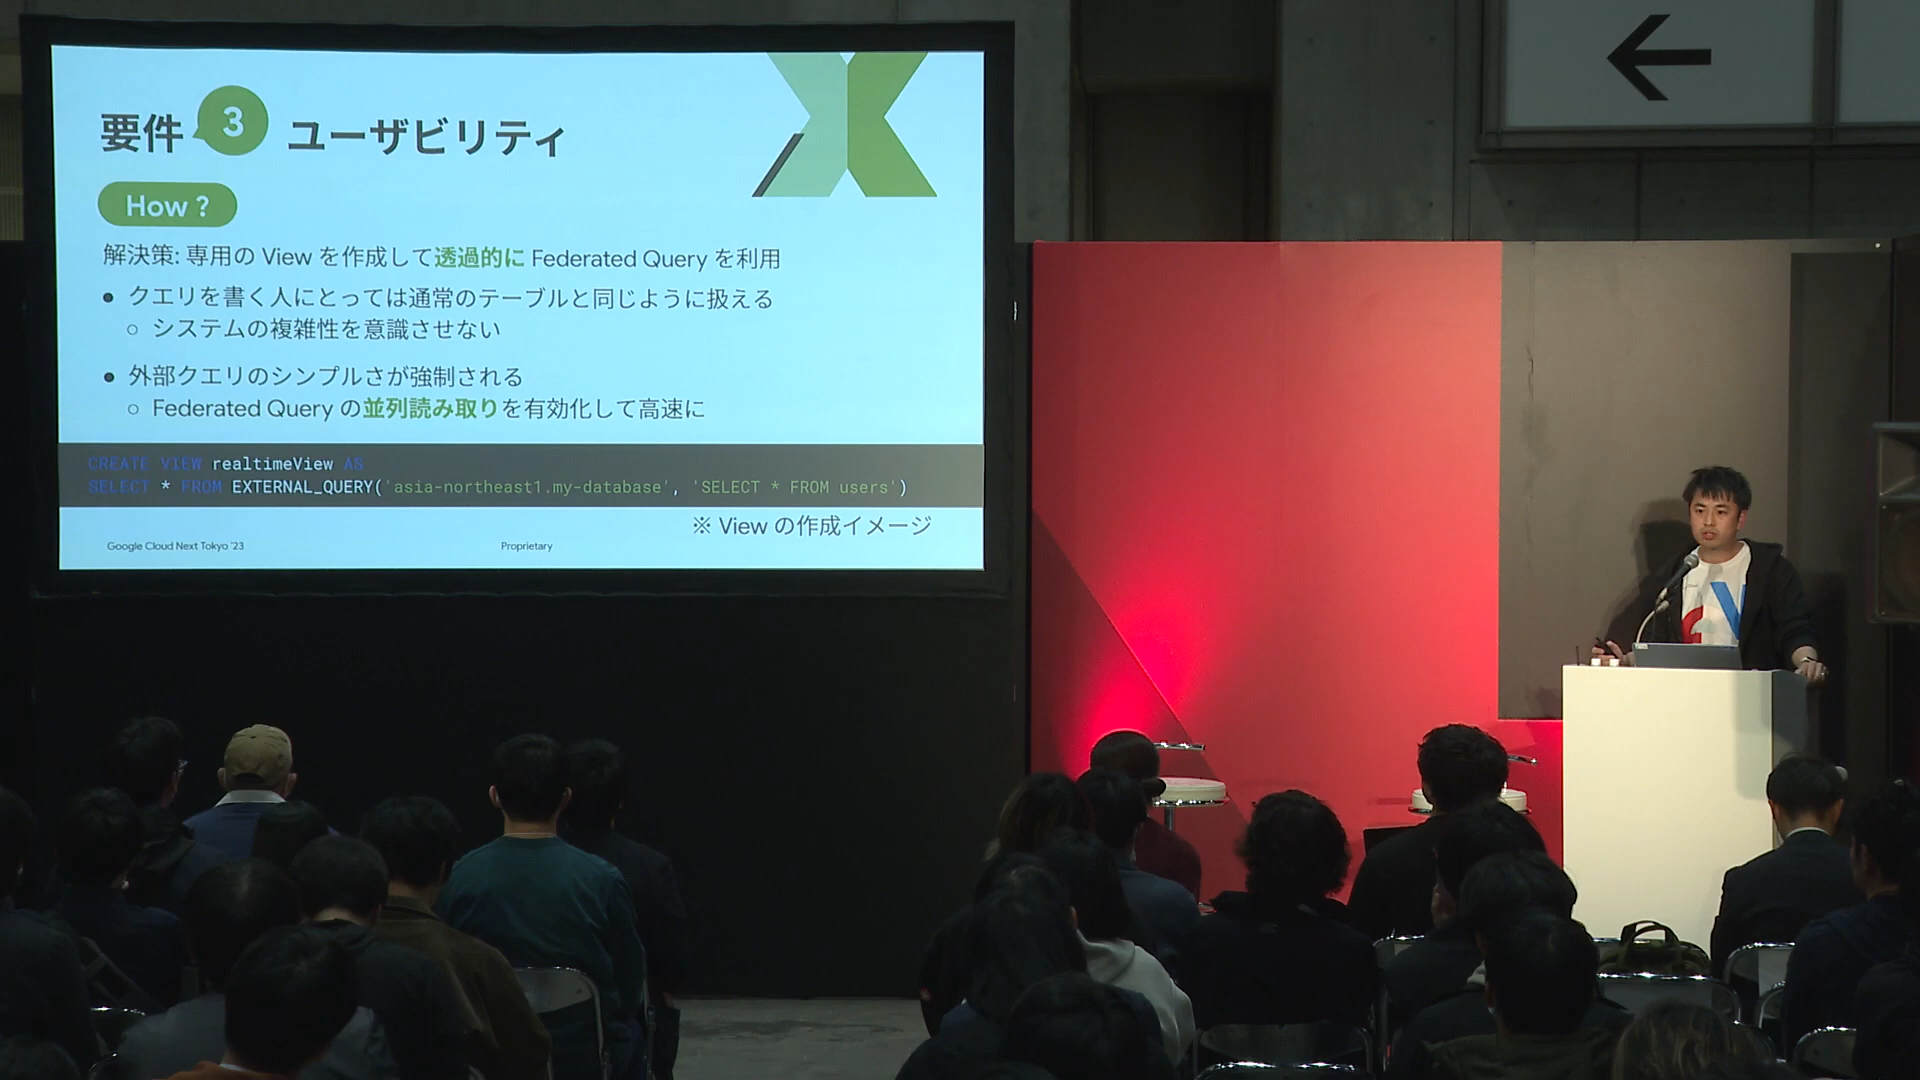 要件 3 ユーザビリティ
How ?
解決策: 専用の View を作成して透過的に Federated Query を利用
● クエリを書く人にとっては通常のテーブルと同じように扱える
○ システムの複雑性を意識させない
● 外部クエリのシンプルさが強制される
○ Federated Query の並列読み取りを有効化して高速に
CREATE VIEW realtimeView AS
SELECT * FROM EXTERNAL_QUERY('asia-northeast1.my-database', 'SELECT * FROM users')
※ View の作成イメージ
Google Cloud Next Tokyo '23
Proprietary